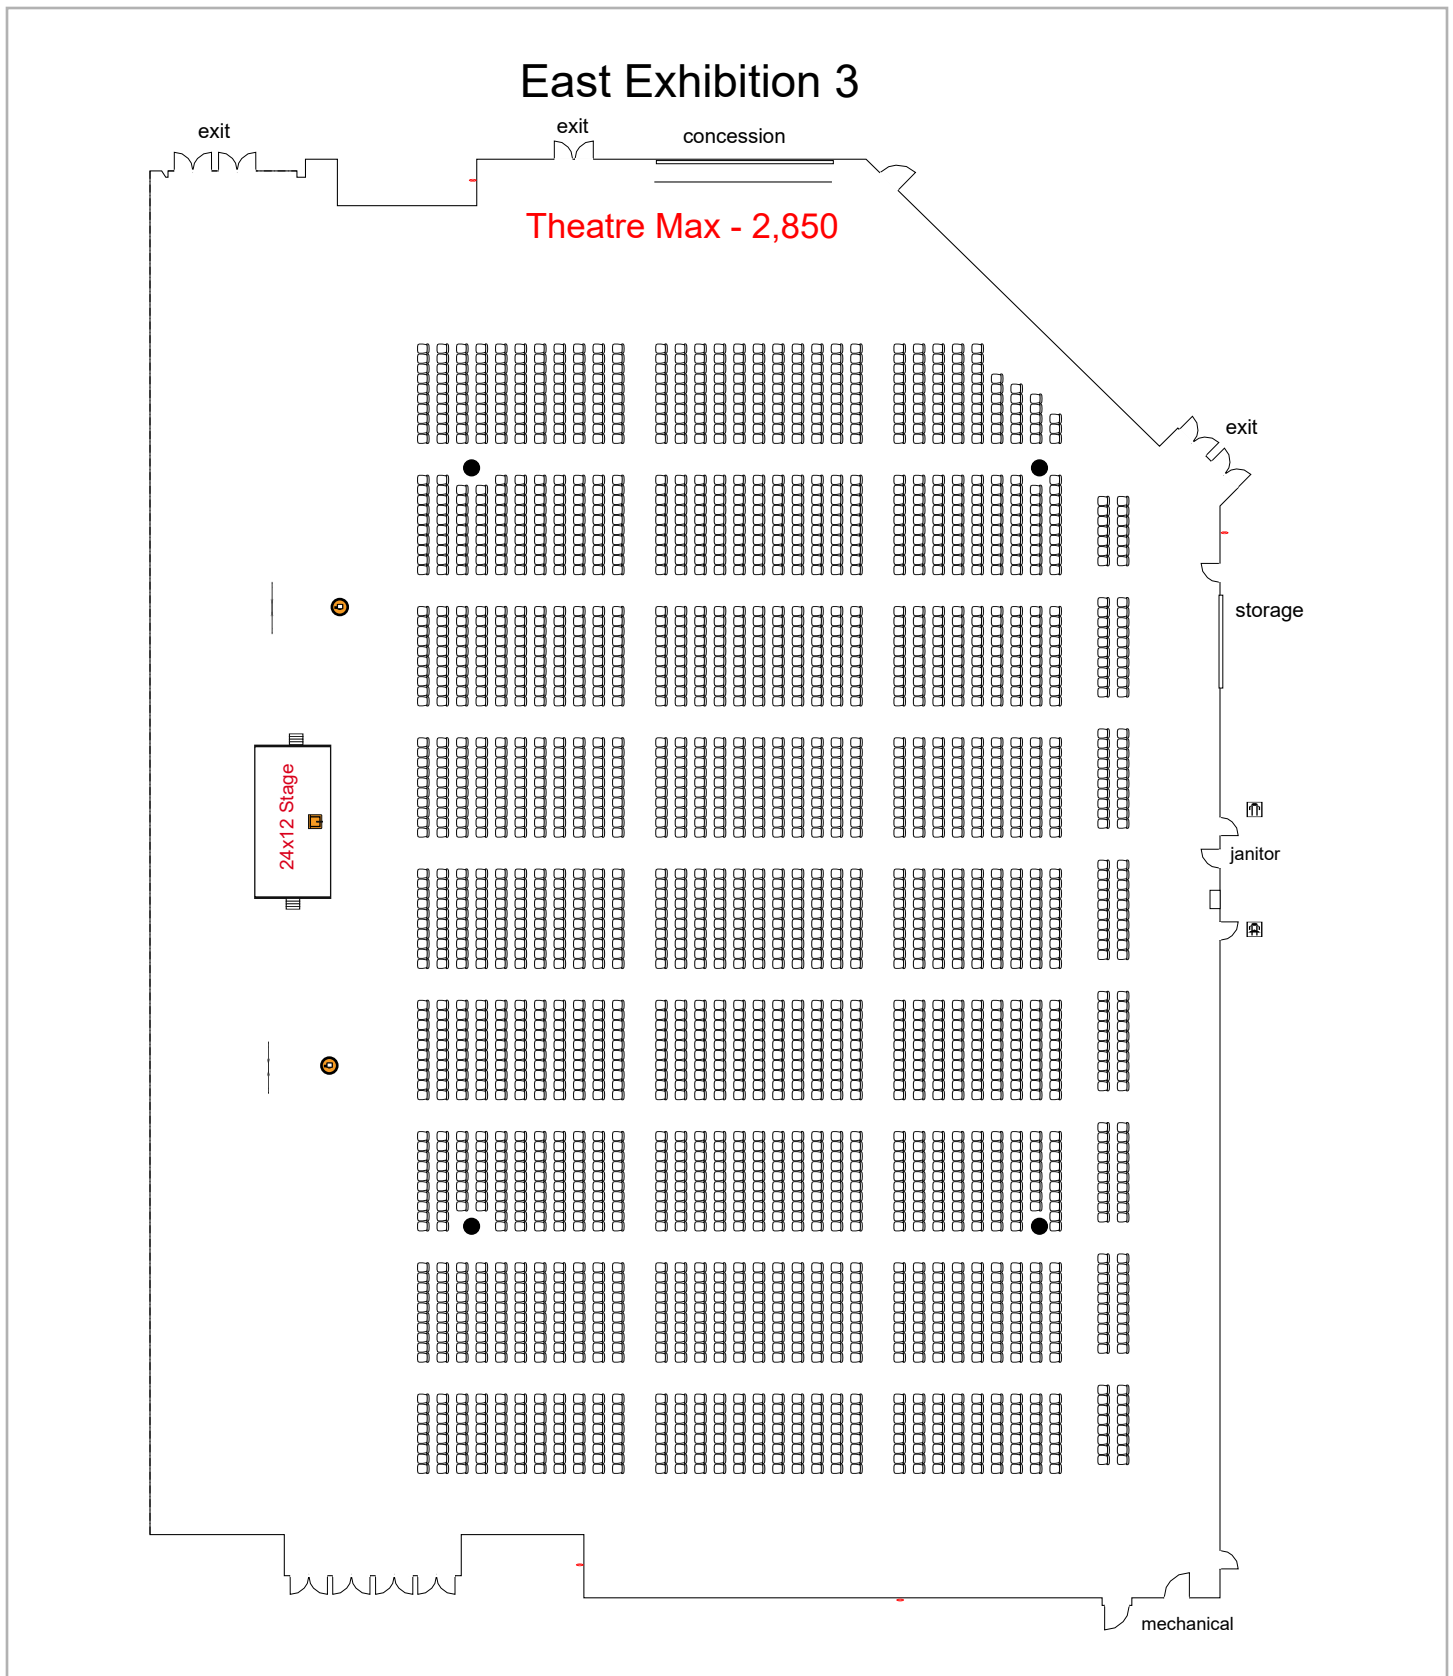 East Exhibition 3
exit
exit
concession
Theatre Max - 2,850
exit
storage
24x12 Stage
janitor
mechanical